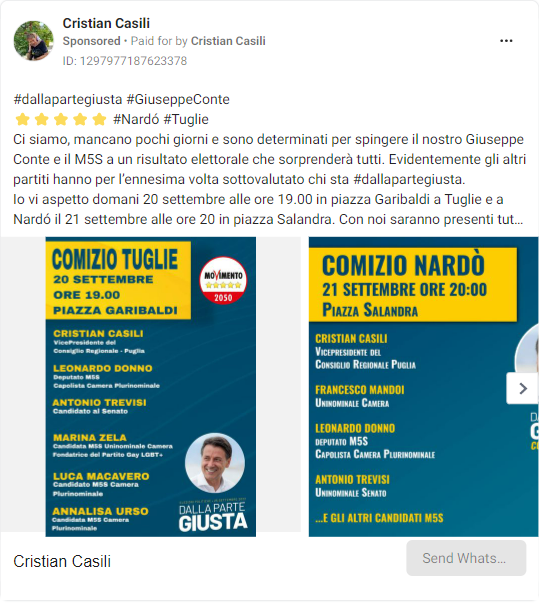 Cristian Casili
Sponsored • Paid for by Cristian Casili
ID: 1297977187623378
#dallapartegiusta #GiuseppeConte
#Nardó #Tuglie
Ci siamo, mancano pochi giorni e sono determinati per spingere il nostro Giuseppe
Conte e il M5S a un risultato elettorale che sorprenderà tutti. Evidentemente gli altri
partiti hanno per l'ennesima volta sottovalutato chi sta #dallapartegiusta.
Io vi aspetto domani 20 settembre alle ore 19.00 in piazza Garibaldi a Tuglie e a
Nardó il 21 settembre alle ore 20 in piazza Salandra. Con noi saranno presenti tut...
COMIZIO TUGLIE
20 SETTEMBRE
ORE 19.00
PIAZZA GARIBALDI
MOVIMENTO
2050
CRISTIAN CASILI
VicePresidente del
Consiglio Regionale - Puglia
LEONARDO DONNO
Deputato M5S
Capolista Camera Plurinominale
ANTONIO TREVISI
Candidato al Senato
MARINA ZELA
Candidata M5S Uninominale Camera
Fondatrice del Partito Gay LGBT+
LUCA MACAVERO
Candidato M5S Camera
Plurinominale
ANNALISA URSO
Candidata M5S Camera
Plurinominale
DALLA PARTE
GIUSTA
COMIZIO NARDÒ
21 SETTEMBRE ORE 20:00
PIAZZA SALANDRA
CRISTIAN CASILI
VICEPRESIDENTE DEL
CONSIGLIO REGIONALE PUGLIA
FRANCESCO MANDOI
UNINOMINALE CAMERA
LEONARDO DONNO
DEPUTATO M5S
CAPOLISTA CAMERA PLURINOMINALE
ANTONIO TREVISI
UNINOMINALE SENATO
...E GLI ALTRI CANDIDATI M5S
Cristian Casili
Send Whats...